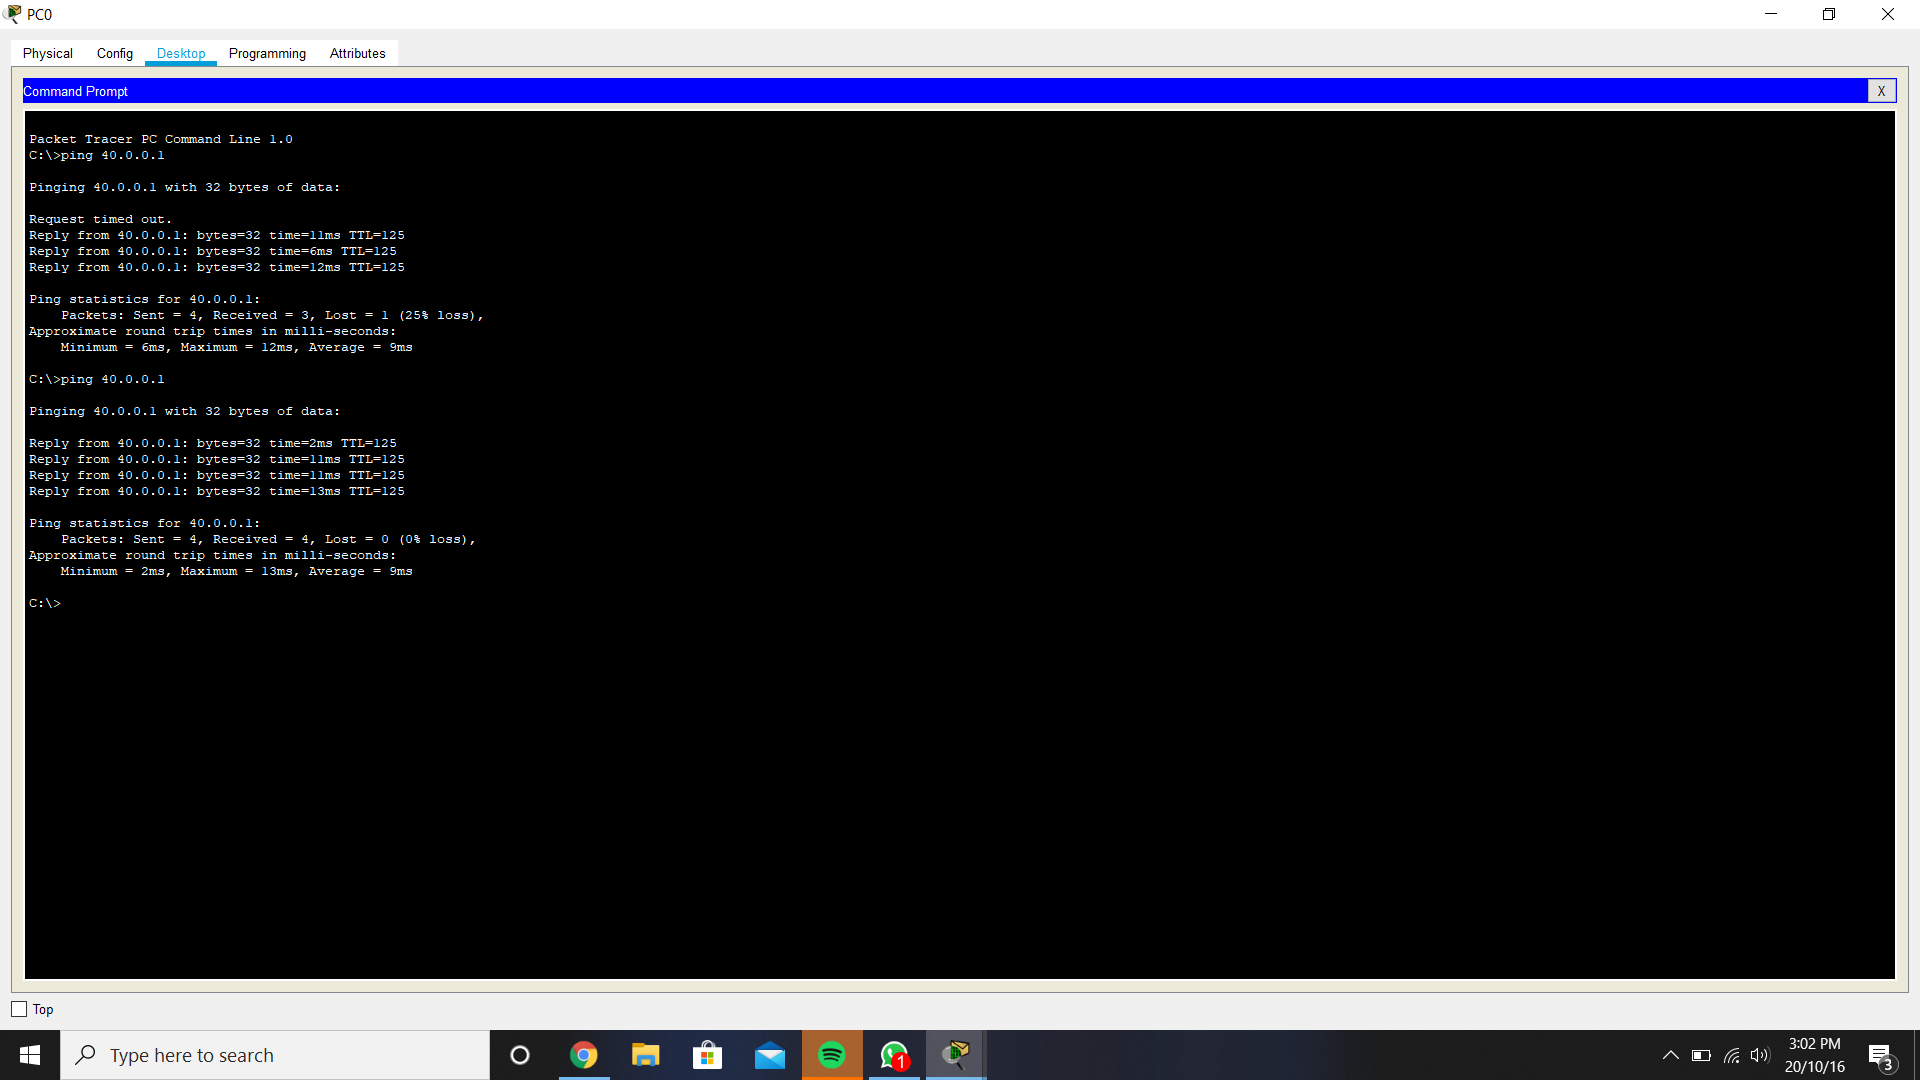 PC0
Physical Config Desktop Programming Attributes
Command Prompt X
Packet Tracer PC Command Line 1.0
C:\>ping 40.0.0.1
Pinging 40.0.0.1 with 32 bytes of data:
Request timed out.
Reply from 40.0.0.1: bytes=32 time=11ms TTL=125
Reply from 40.0.0.1: bytes=32 time=6ms TTL=125
Reply from 40.0.0.1: bytes=32 time=12ms TTL=125
Ping statistics for 40.0.0.1:
Packets: Sent = 4, Received = 3, Lost = 1 (25% loss),
Approximate round trip times in milli-seconds:
Minimum = 6ms, Maximum = 12ms, Average = 9ms
C:\>ping 40.0.0.1
Pinging 40.0.0.1 with 32 bytes of data:
Reply from 40.0.0.1: bytes=32 time=2ms TTL=125
Reply from 40.0.0.1: bytes=32 time=11ms TTL=125
Reply from 40.0.0.1: bytes=32 time=11ms TTL=125
Reply from 40.0.0.1: bytes=32 time=13ms TTL=125
Ping statistics for 40.0.0.1:
Packets: Sent = 4, Received = 4, Lost = 0 (0% loss),
Approximate round trip times in milli-seconds:
Minimum = 2ms, Maximum = 13ms, Average = 9ms
C:\>
Top
Type here to search
1
3:02 PM
20/10/16
3